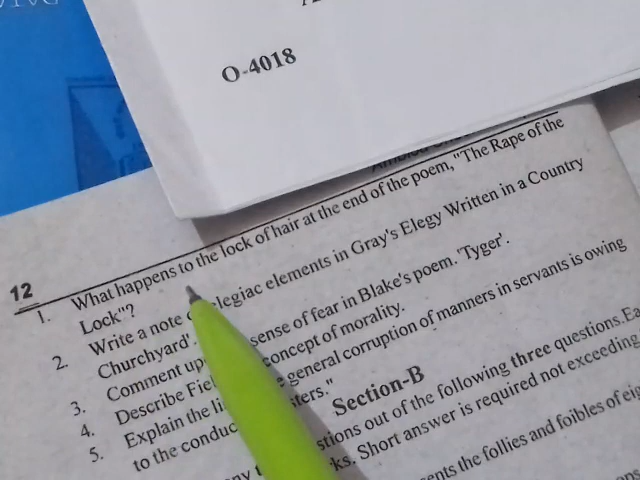 O-4018
12
1. What happens to the lock of hair at the end of the poem,"The Rape of the
Lock"?
2. Write a note legiac elements in Gray's Elegy Written in a Country
Churchyard'.
3. Comment up sense of fear in Blake's poem. 'Tyger'.
4. Describe Fiel concept of morality.
5. Explain the li general corruption of manners in servants is owing
to the conduc ters."
Section-B
ny stions out of the following three questions.Ea
ks. Short answer is required not exceeding
ents the follies and foibles of eig